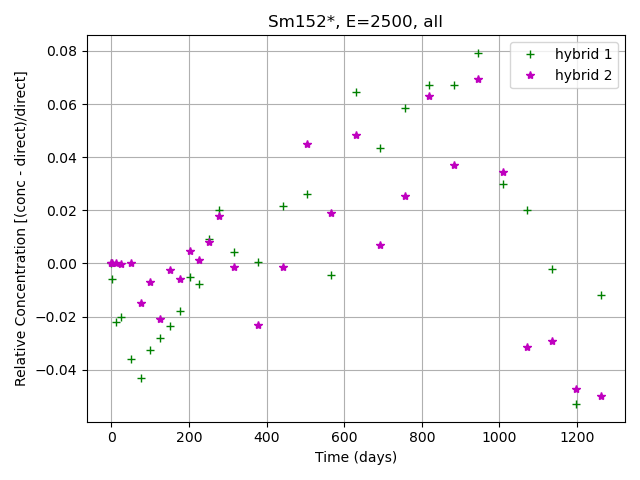 Sm152*, E=2500, all
Relative Concentration [(conc - direct)/direct]
0.08
0.06
0.04
0.02
0.00
−0.02
−0.04
hybrid 1
hybrid 2
0 200 400 600 800 1000 1200
Time (days)